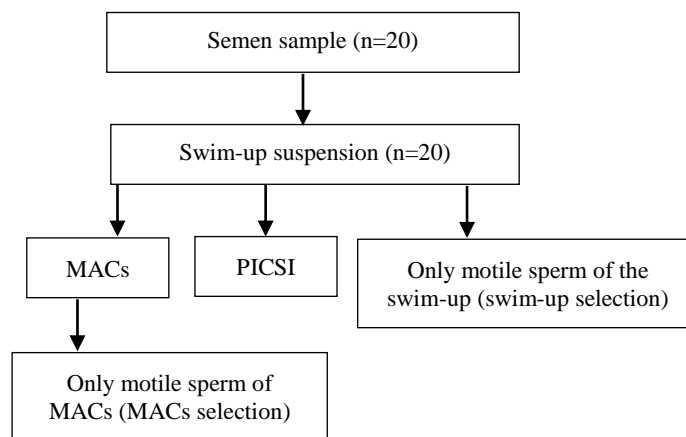 Semen sample (n=20)
Swim-up suspension (n=20)
MACs
PICSI
Only motile sperm of the
swim-up (swim-up selection)
Only motile sperm of
MACs (MACs selection)